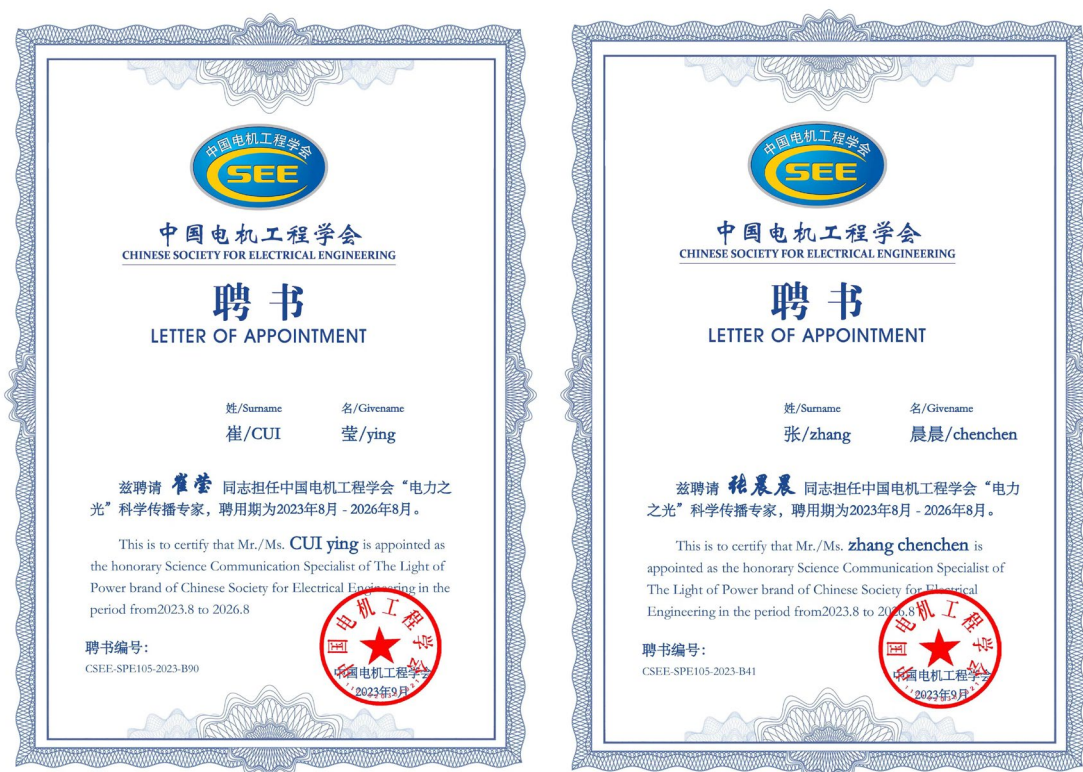 中国电机工程学会
CSEE
中国电机工程学会
CHINESE SOCIETY FOR ELECTRICAL ENGINEERING
聘书
LETTER OF APPOINTMENT
姓/Surname 名/Givename
崔/CUI 莹/ying
兹聘请 崔莹 同志担任中国电机工程学会“电力之
光”科学传播专家，聘用期为2023年8月 - 2026年8月。
This is to certify that Mr./Ms. CUI ying is appointed as
the honorary Science Communication Specialist of The Light of
Power brand of Chinese Society for Electrical Engineering in the
period from2023.8 to 2026.8
聘书编号：
CSEE-SPE105-2023-B90
中国电机工程学会
中国电机工程学会
2023年9月
中国电机工程学会
CSEE
中国电机工程学会
CHINESE SOCIETY FOR ELECTRICAL ENGINEERING
聘书
LETTER OF APPOINTMENT
姓/Surname 名/Givename
张/zhang 晨晨/chenchen
兹聘请 张晨晨 同志担任中国电机工程学会“电力
之光”科学传播专家，聘用期为2023年8月 - 2026年8月。
This is to certify that Mr./Ms. zhang chenchen is
appointed as the honorary Science Communication Specialist of
The Light of Power brand of Chinese Society for Electrical
Engineering in the period from2023.8 to 2026.8
聘书编号：
CSEE-SPE105-2023-B41
中国电机工程学会
中国电机工程学会
2023年9月